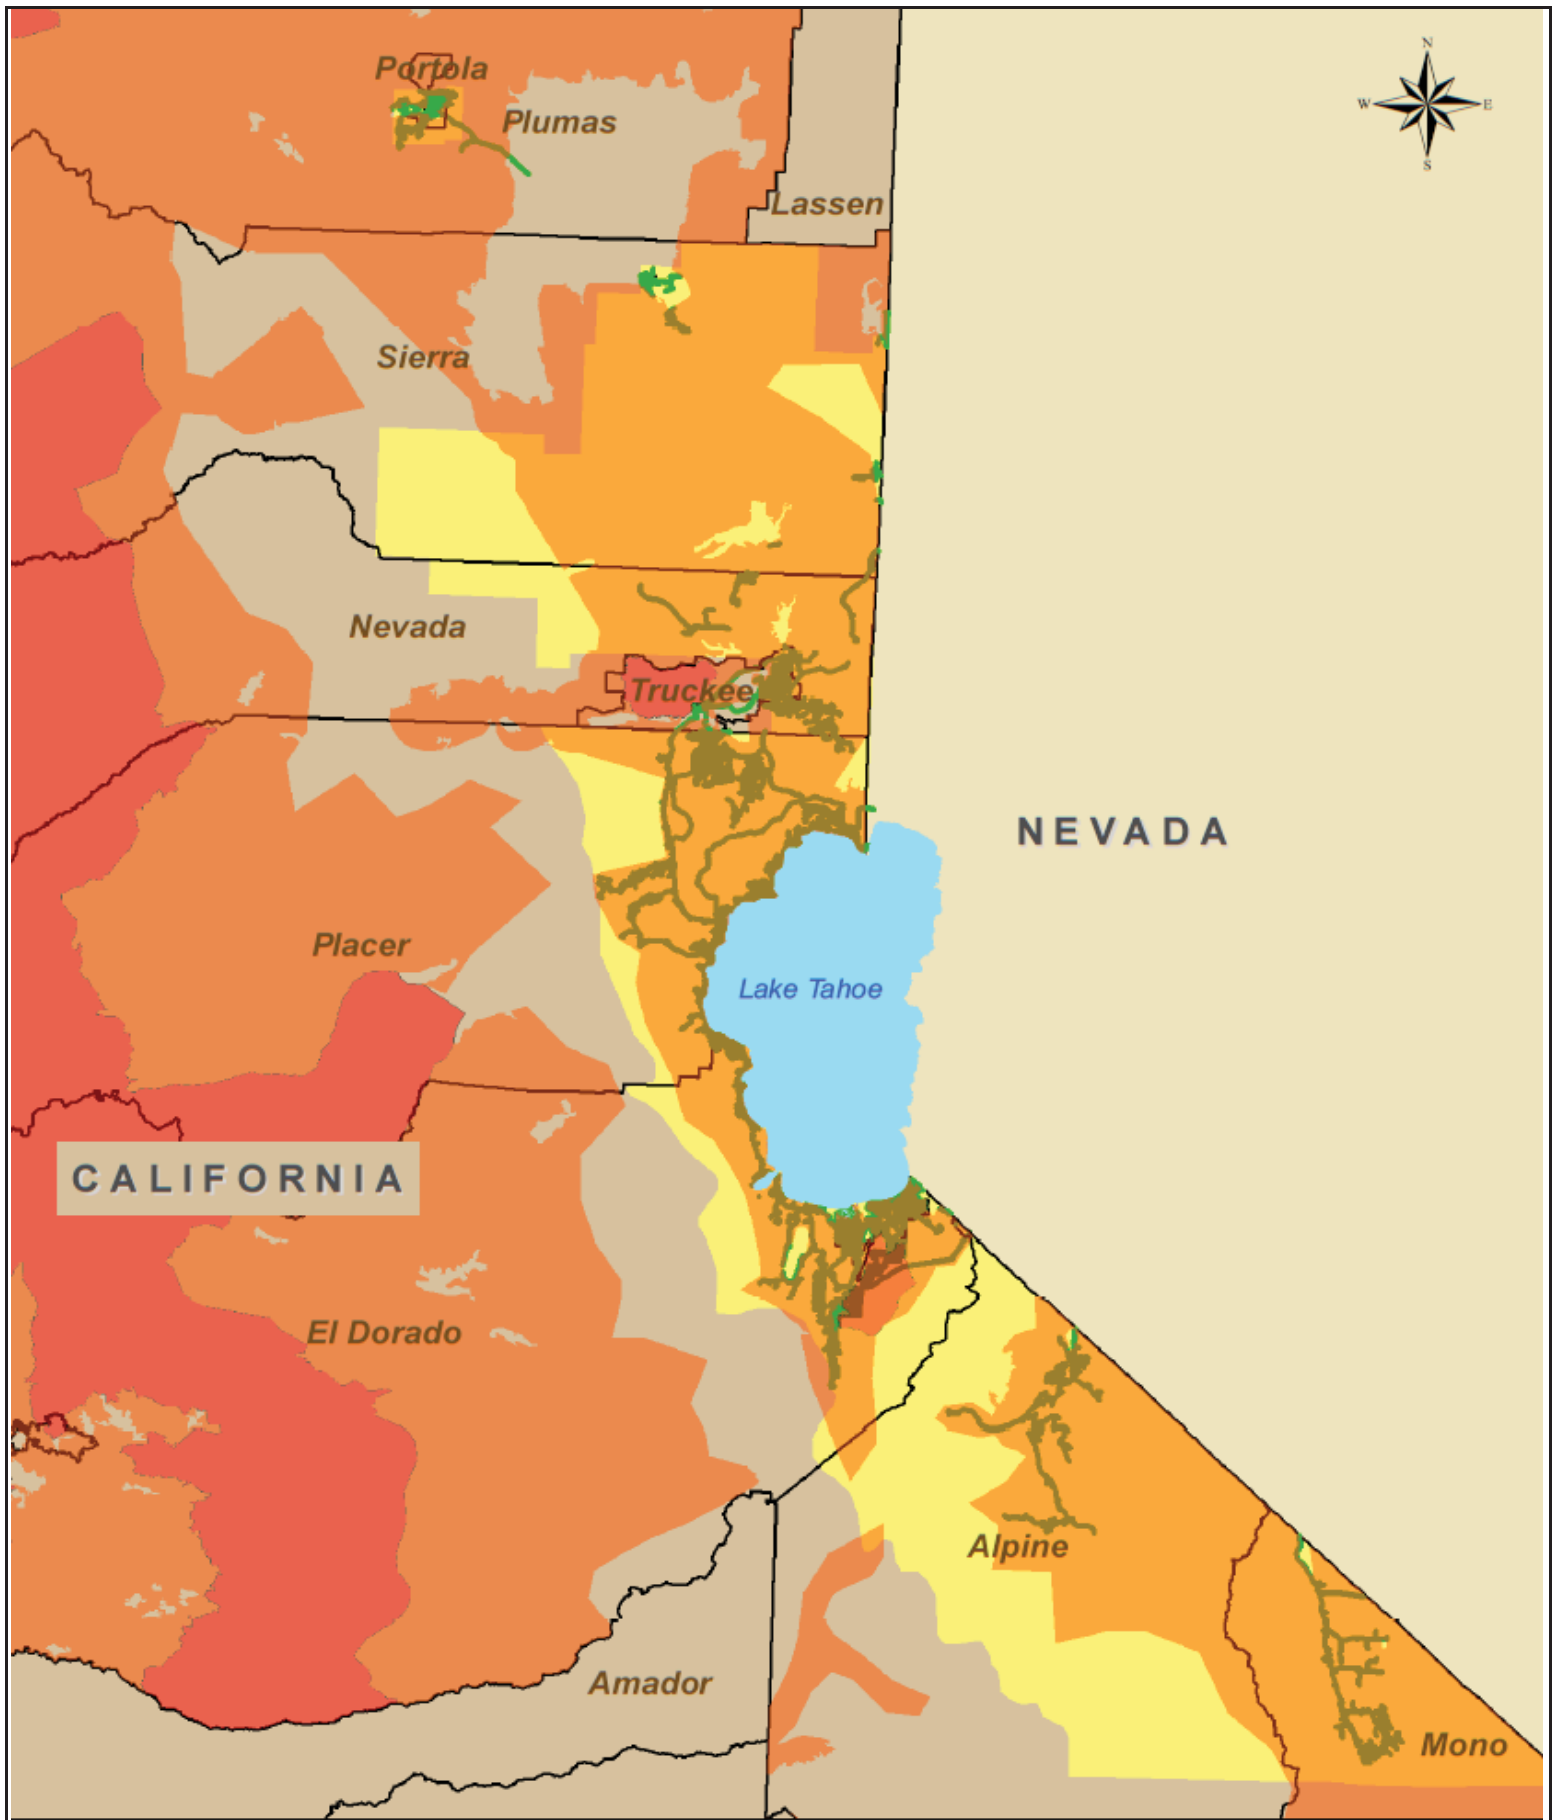 N
W E
S
Portola
Plumas
Lassen
Sierra
Nevada
Truckee
NEVADA
Placer
Lake Tahoe
CALIFORNIA
El Dorado
Alpine
Amador
Mono